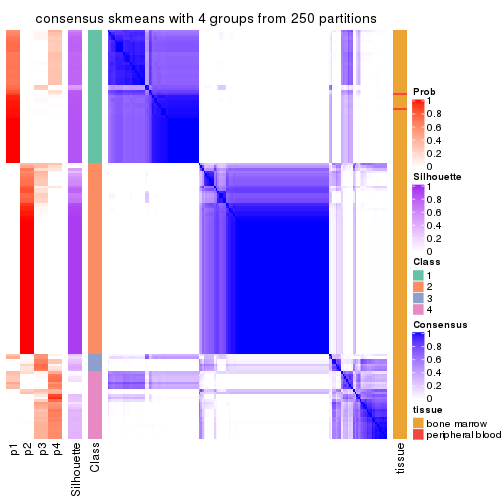 consensus skmeans with 4 groups from 250 partitions
Prob
1
0.8
0.6
0.4
0.2
0
Silhouette
1
0.8
0.6
0.4
0.2
0
Class
1
2
3
4
Consensus
1
0.8
0.6
0.4
0.2
0
tissue
bone marrow
peripheral blood
p1
p2
p3
p4
Silhouette
Class
tissue